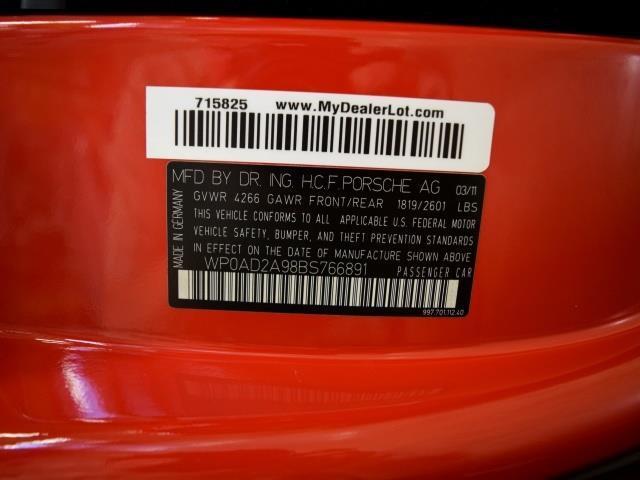 715825 www.MyDealerLot.com
MFD BY DR. ING. H.C.F. PORSCHE AG 03/11
GVWR 4266 GAWR FRONT/REAR 1819/2601 LBS
THIS VEHICLE CONFORMS TO ALL APPLICABLE U.S. FEDERAL MOTOR
VEHICLE SAFETY, BUMPER, AND THEFT PREVENTION STANDARDS
IN EFFECT ON THE DATE OF MANUFACTURE SHOWN ABOVE.
WP0AD2A98BS766891 PASSENGER CAR
997.701.112.40
MADE IN GERMANY